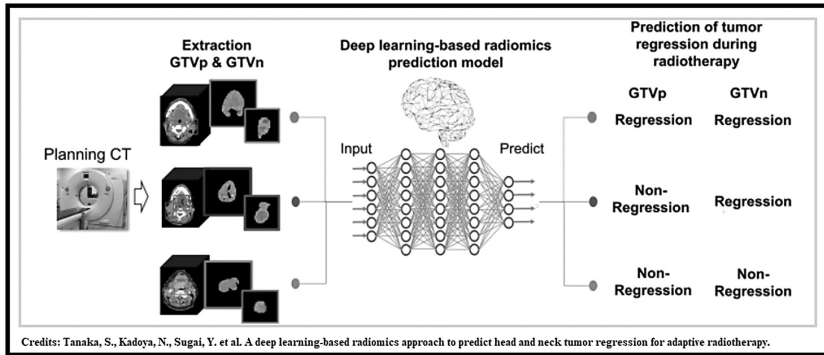 Extraction
GTVp & GTVn
Deep learning-based radiomics
prediction model
Prediction of tumor
regression during
radiotherapy
GTVp GTVn
Regression Regression
Planning CT
Input
Predict
Non-
Regression
Regression
Non-
Regression
Non-
Regression
Credits: Tanaka, S., Kadoya, N., Sugai, Y. et al. A deep learning-based radiomics approach to predict head and neck tumor regression for adaptive radiotherapy.